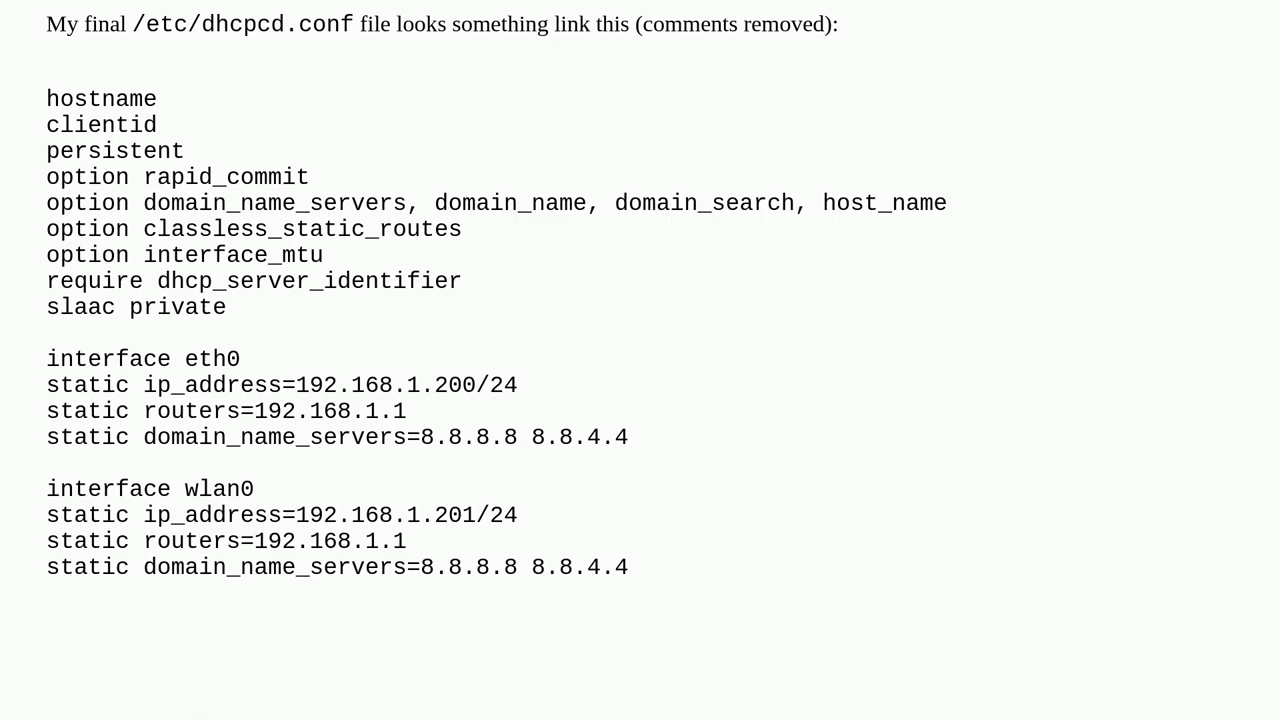 My final /etc/dhcpcd.conf file looks something link this (comments removed):
hostname
clientid
persistent
option rapid_commit
option domain_name_servers, domain_name, domain_search, host_name
option classless_static_routes
option interface_mtu
require dhcp_server_identifier
slaac private
interface eth0
static ip_address=192.168.1.200/24
static routers=192.168.1.1
static domain_name_servers=8.8.8.8 8.8.4.4
interface wlan0
static ip_address=192.168.1.201/24
static routers=192.168.1.1
static domain_name_servers=8.8.8.8 8.8.4.4